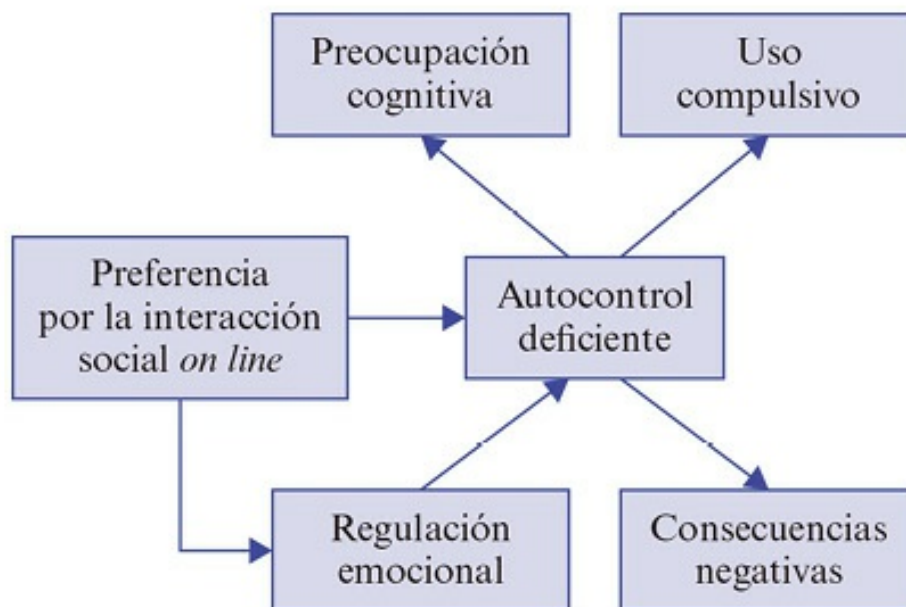 Preocupación
cognitiva
Uso
compulsivo
Preferencia
por la interacción
social on line
Autocontrol
deficiente
Regulación
emocional
Consecuencias
negativas